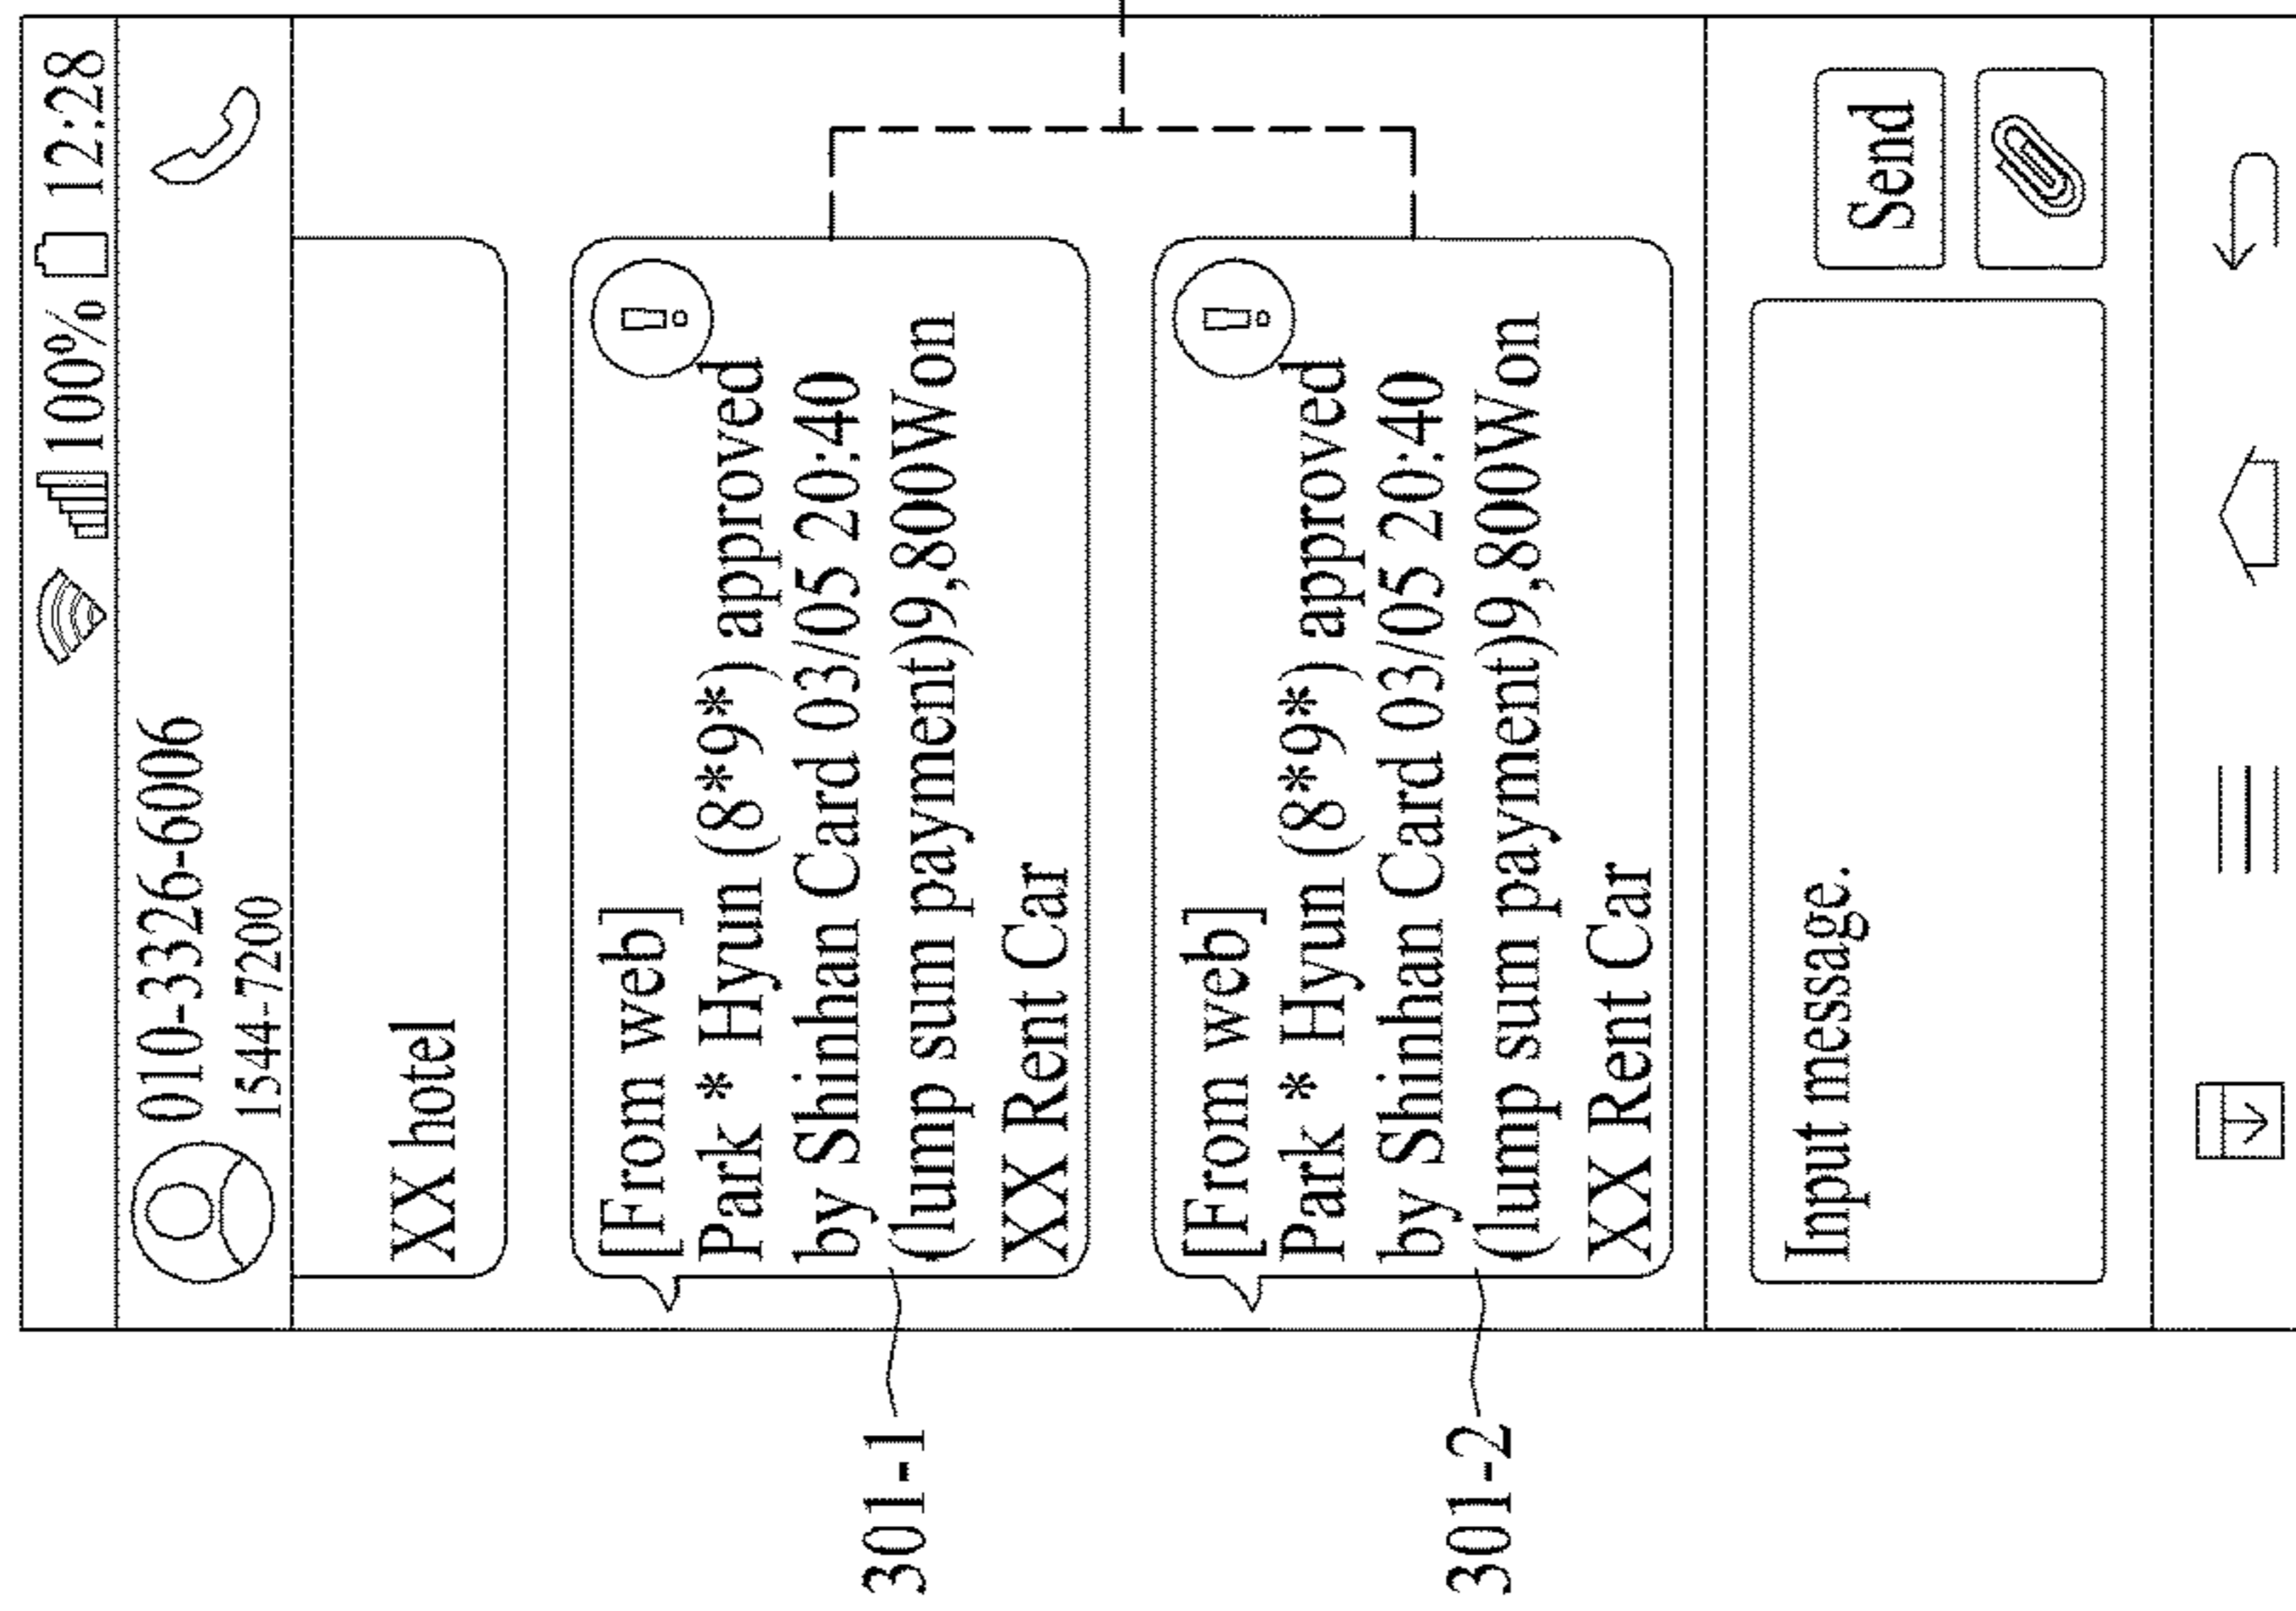 100% 12:28
010-3326-6006
1544-7200
XX hotel
[From web]
Park * Hyun (8*9*) approved
by Shinhan Card 03/05 20:40
(lump sum payment)9,800Won
XX Rent Car
301-1
[From web]
Park * Hyun (8*9*) approved
by Shinhan Card 03/05 20:40
(lump sum payment)9,800Won
XX Rent Car
301-2
Input message.
Send